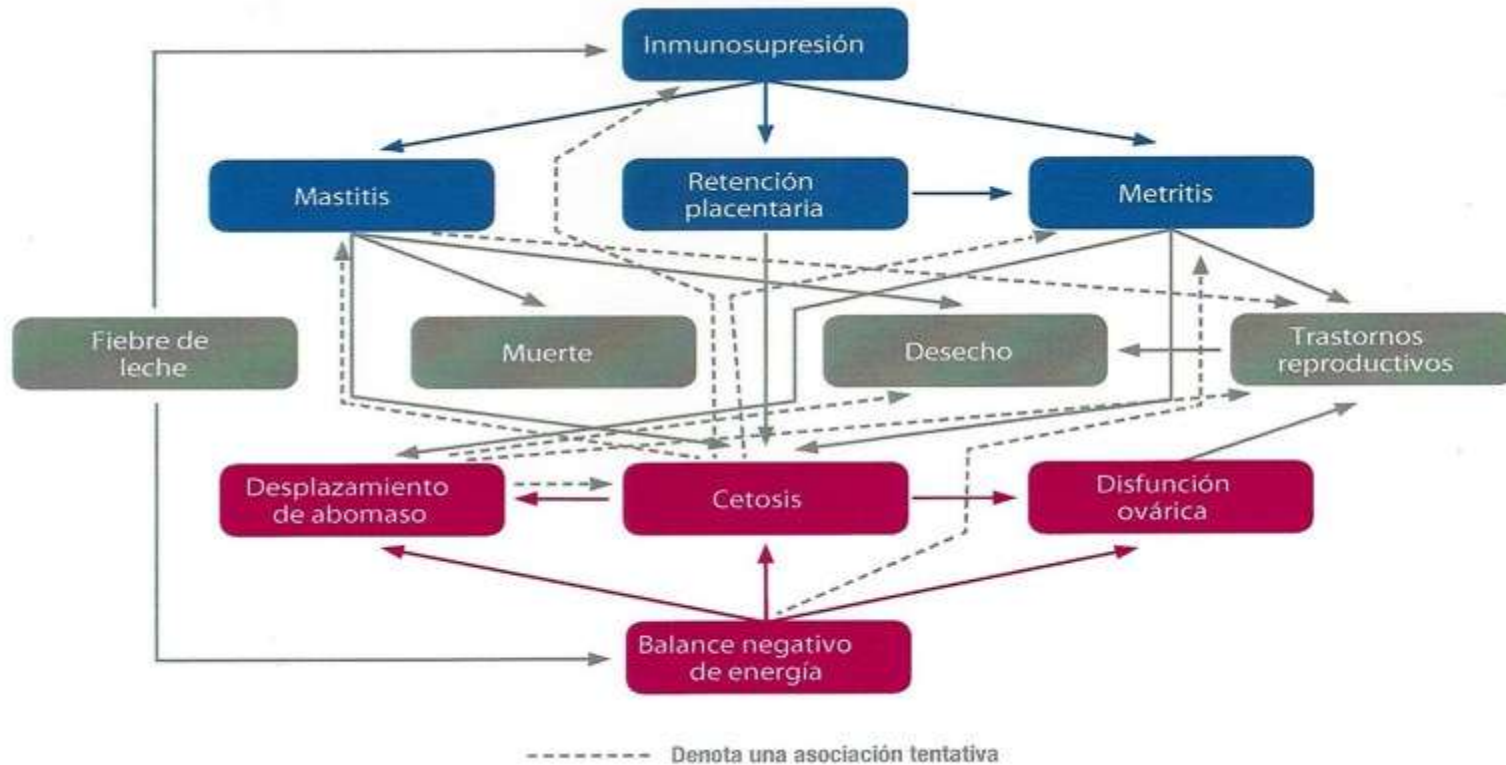 Inmunosupresión
Mastitis
Retención
placentaria
Metritis
Fiebre de
leche
Muerte
Desecho
Trastornos
reproductivos
Desplazamiento
de abomaso
Cetosis
Disfunción
ovárica
Balance negativo
de energía
Denota una asociación tentativa